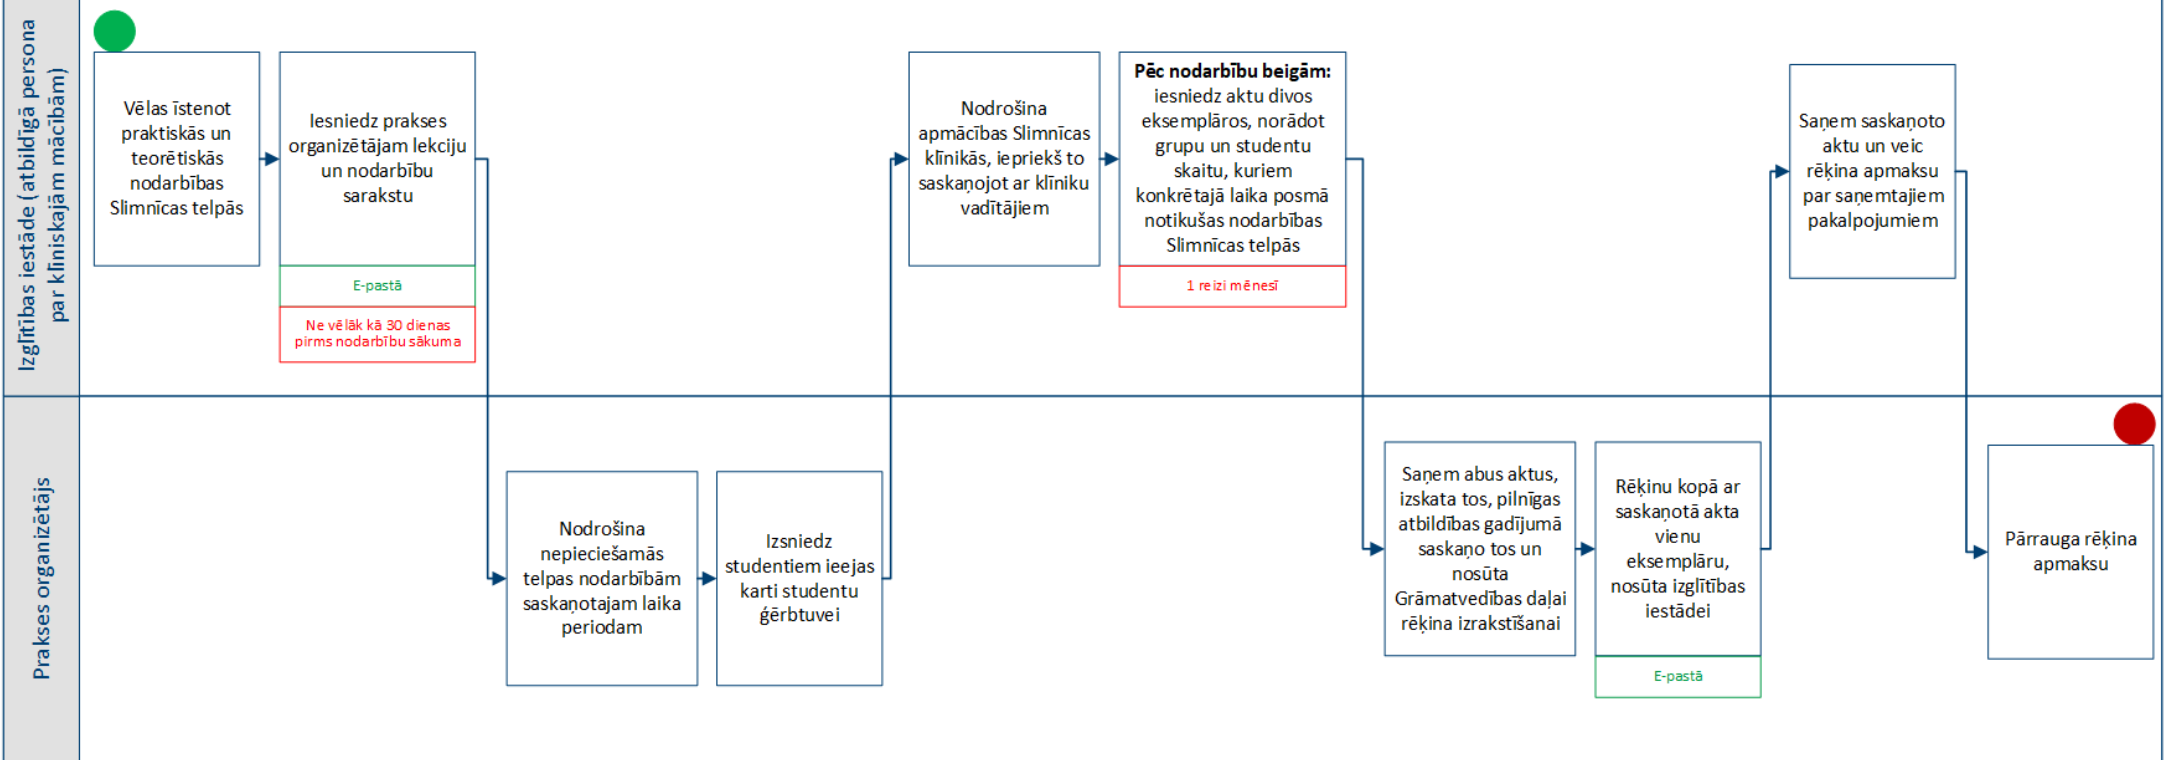 Izglītības iestāde (atbildīgā persona
par klīniskajām mācībām)
Vēlas īstenot
praktiskās un
teorētiskās
nodarbības
Slimnīcas telpās
Iesniedz prakses
organizētājam lekciju
un nodarbību
sarakstu
E-pastā
Ne vēlāk kā 30 dienas
pirms nodarbību sākuma
Nodrošina
apmācības Slimnīcas
klīnikās, iepriekš to
saskaņojot ar klīniku
vadītājiem
Pēc nodarbību beigām:
iesniedz aktu divos
eksemplāros, norādot
grupu un studentu
skaitu, kuriem
konkrētajā laika posmā
notikušas nodarbības
Slimnīcas telpās
1 reizi mēnesī
Saņem saskaņoto
aktu un veic
rēķina apmaksu
par saņemtajiem
pakalpojumiem
Prakses organizētājs
Nodrošina
nepieciešamās
telpas nodarbībām
saskaņotajam laika
periodam
Izsniedz
studentiem ieejas
karti studentu
ģērbtuvei
Saņem abus aktus,
izskata tos, pilnīgas
atbildības gadījumā
saskaņo tos un
nosūta
Grāmatvedības daļai
rēķina izrakstīšanai
Rēķinu kopā ar
saskaņotā akta
vienu
eksemplāru,
nosūta izglītības
iestādei
E-pastā
Pārrauga rēķina
apmaksu